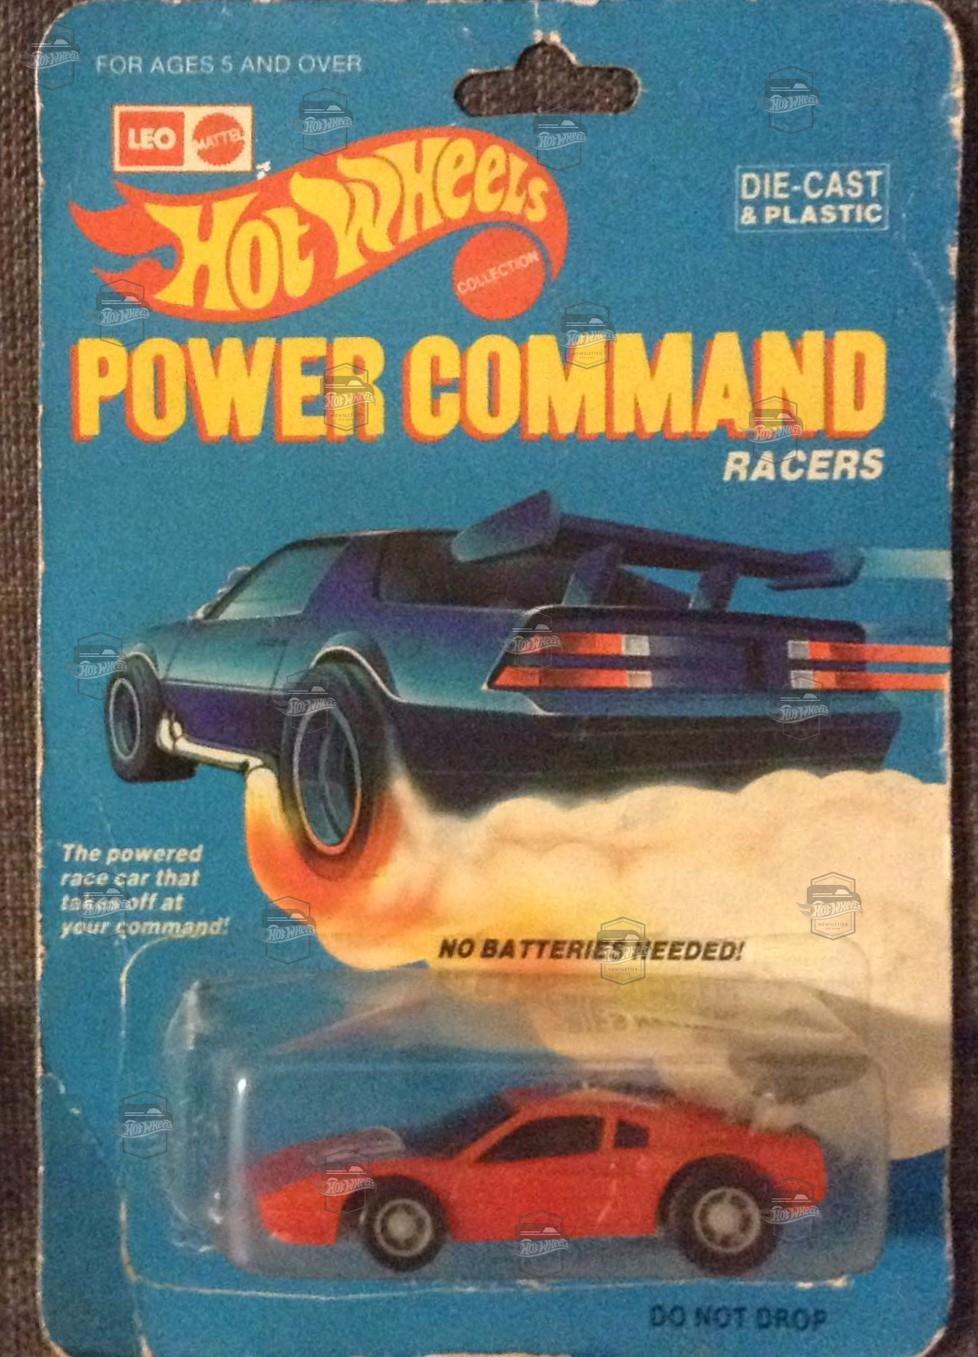 FOR AGES 5 AND OVER
LEO MATTEL
HOT WHEELS
COLLECTION
DIE-CAST
& PLASTIC
POWER COMMAND
RACERS
The powered
race car that
takes off at
your command!
NO BATTERIES NEEDED!
DO NOT DROP